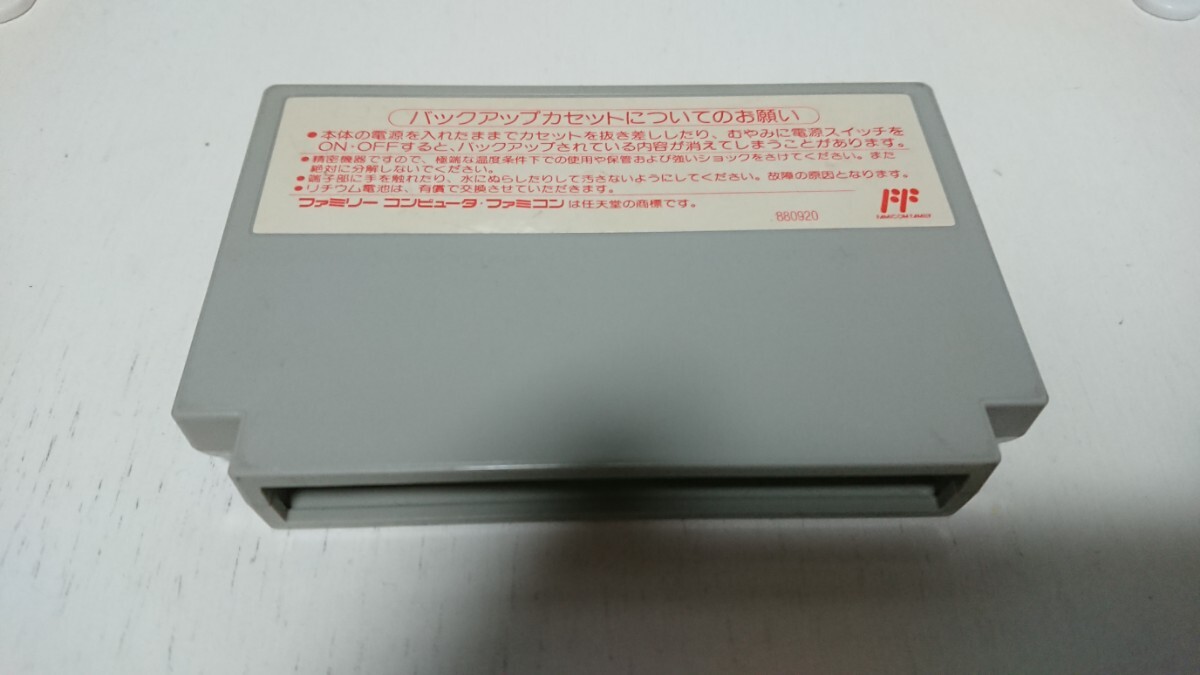 バックアップカセットについてのお願い
●本体の電源を入れたままでカセットを抜き差ししたり、むやみに電源スイッチを
ON・OFFすると、バックアップされている内容が消えてしまうことがあります。
●精密機器ですので、極端な温度条件下での使用や保管および強いショックをさけてください。また
絶対に分解しないでください。
●端子部に手を触れたり、水にぬらしたりして汚さないようにしてください。故障の原因となります。
●リチウム電池は、有償で交換させていただきます。
ファミリー コンピュータ・ファミコンは任天堂の商標です。
880920
FF